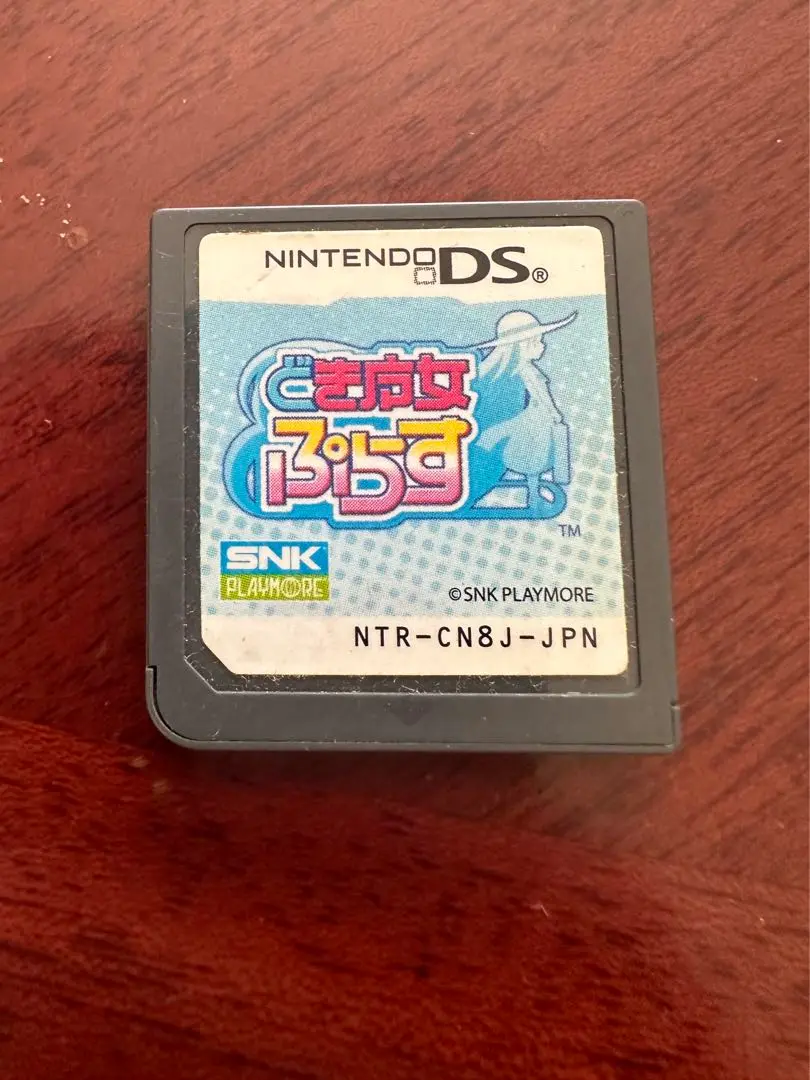 NINTENDO DS®
どき魔女
ぷらす
TM
SNK
PLAYMORE
©SNK PLAYMORE
NTR-CN8J-JPN